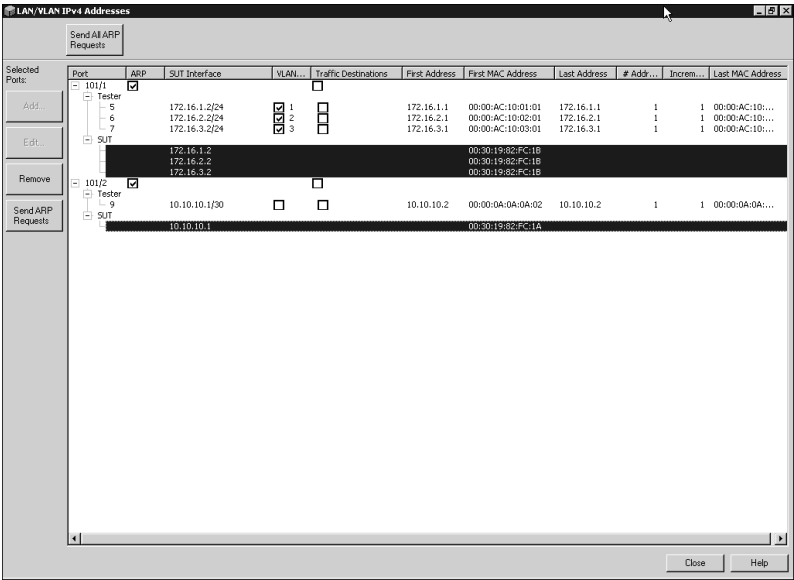 LAN/VLAN IPv4 Addresses
Send All ARP
Requests
Selected
Ports:
Add...
Edit...
Remove
Send ARP
Requests
Port ARP SUT Interface VLAN... Traffic Destinations First Address First MAC Address Last Address # Addr... Increm... Last MAC Address
101/1
Tester
5 172.16.1.2/24 1 172.16.1.1 00:00:AC:10:01:01 172.16.1.1 1 1 00:00:AC:10:...
6 172.16.2.2/24 2 172.16.2.1 00:00:AC:10:02:01 172.16.2.1 1 1 00:00:AC:10:...
7 172.16.3.2/24 3 172.16.3.1 00:00:AC:10:03:01 172.16.3.1 1 1 00:00:AC:10:...
SUT
172.16.1.2 00:30:19:82:FC:1B
172.16.2.2 00:30:19:82:FC:1B
172.16.3.2 00:30:19:82:FC:1B
101/2
Tester
9 10.10.10.1/30 10.10.10.2 00:00:0A:0A:0A:02 10.10.10.2 1 1 00:00:0A:0A:...
SUT
10.10.10.1 00:30:19:82:FC:1A
Close Help